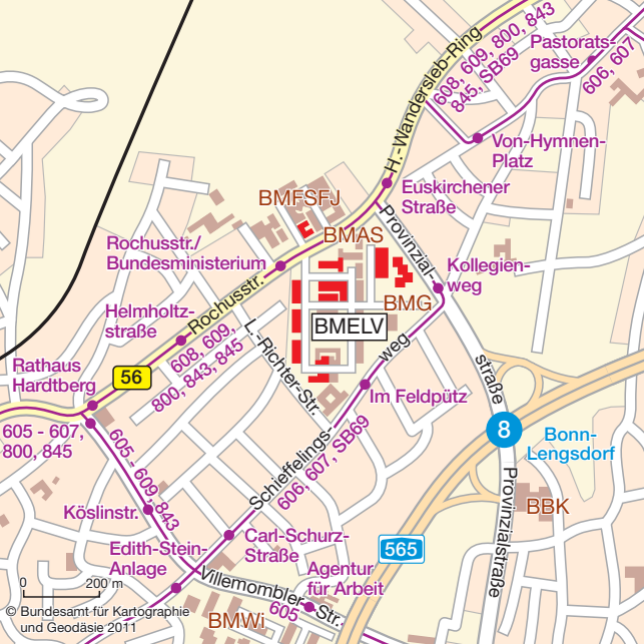 H.-Wandersleb-Ring
608, 609, 800, 843
845, SB69
Pastorats-
gasse
606, 607
Von-Hymnen-
Platz
BMFSFJ
Euskirchener
Straße
BMAS
Rochusstr./
Bundesministerium
Provinzial-
Kollegien-
weg
BMG
Helmholtz-
straße
Rochusstr.
BMELV
608, 609,
800, 843, 845
L.-Richter-Str.
weg
straße
Rathaus
Hardtberg
56
Im Feldpütz
605 - 607,
800, 845
8
Bonn-
Lengsdorf
605 - 609, 843
Schieffelings-
606, 607, SB69
Provinzialstraße
BBK
Köslinstr.
Edith-Stein-
Anlage
Carl-Schurz-
Straße
565
Agentur
für Arbeit
Villemombler Str.
605
BMWi
0 200 m
© Bundesamt für Kartographie
und Geodäsie 2011